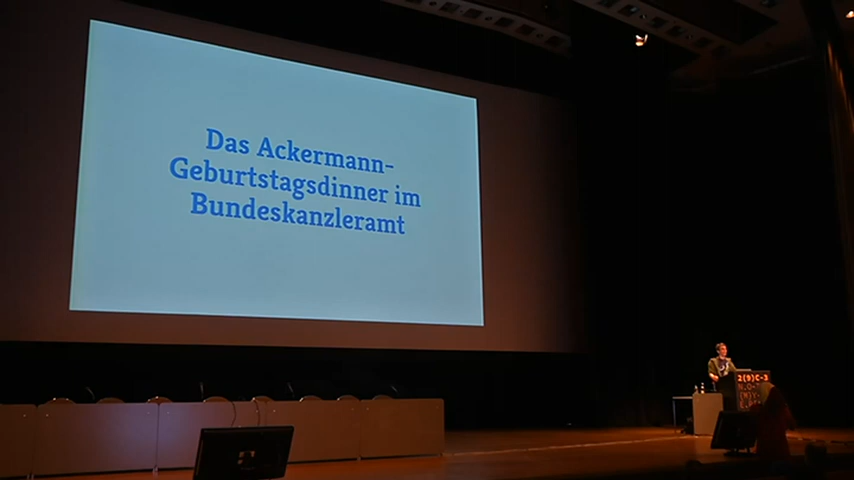 Das Ackermann-
Geburtstagsdinner im
Bundeskanzleramt